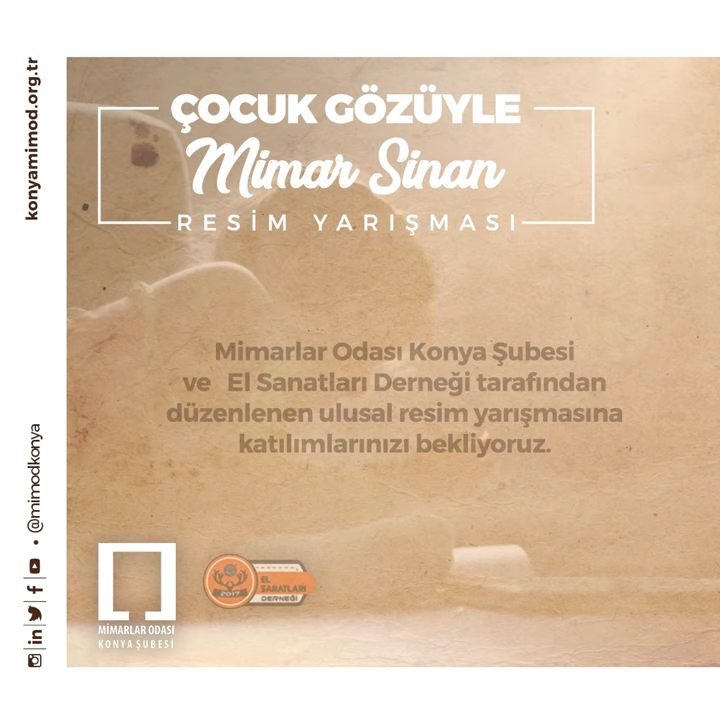 konyamimod.org.tr
ÇOCUK GÖZÜYLE
Mimar Sinan
RESİM YARIŞMASI
Mimarlar Odası Konya Şubesi
ve El Sanatları Derneği tarafından
düzenlenen ulusal resim yarışmasına
katılımlarınızı bekliyoruz.
@mimodkonya
MİMARLAR ODASI
KONYA ŞUBESİ
2017
EL
SANATLARI
DERNEĞİ